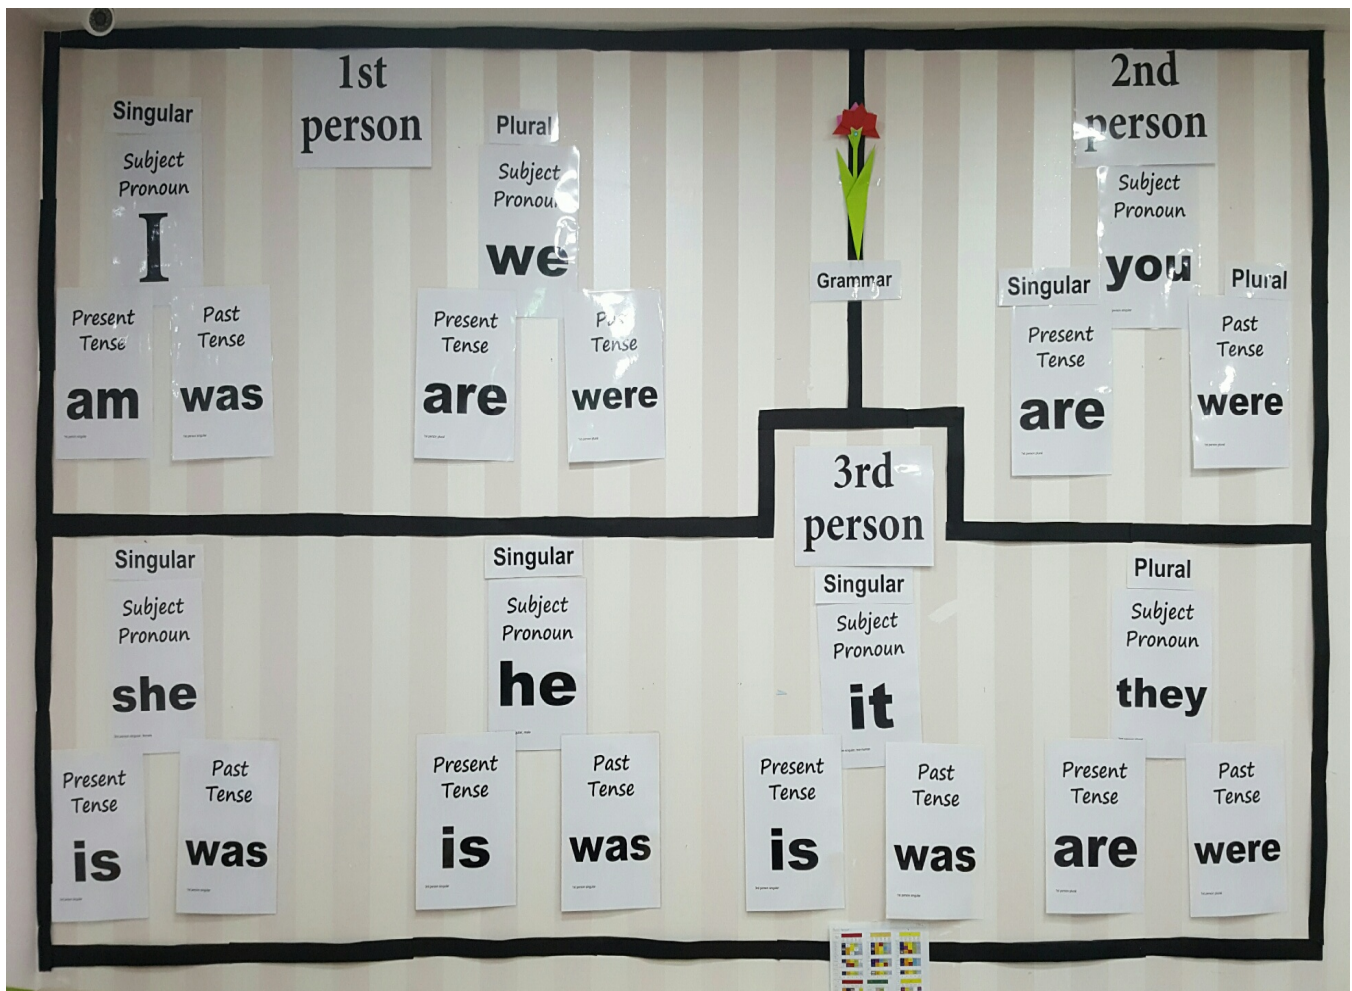 1st
person
Singular
Subject
Pronoun
I
Present
Tense
am
Past
Tense
was
Plural
Subject
Pronoun
we
Present
Tense
are
Past
Tense
were
Grammar
2nd
person
Subject
Pronoun
you
Singular
Present
Tense
are
Plural
Past
Tense
were
3rd
person
Singular
Subject
Pronoun
she
Present
Tense
is
Past
Tense
was
Singular
Subject
Pronoun
he
Present
Tense
is
Past
Tense
was
Singular
Subject
Pronoun
it
Present
Tense
is
Past
Tense
was
Plural
Subject
Pronoun
they
Present
Tense
are
Past
Tense
were